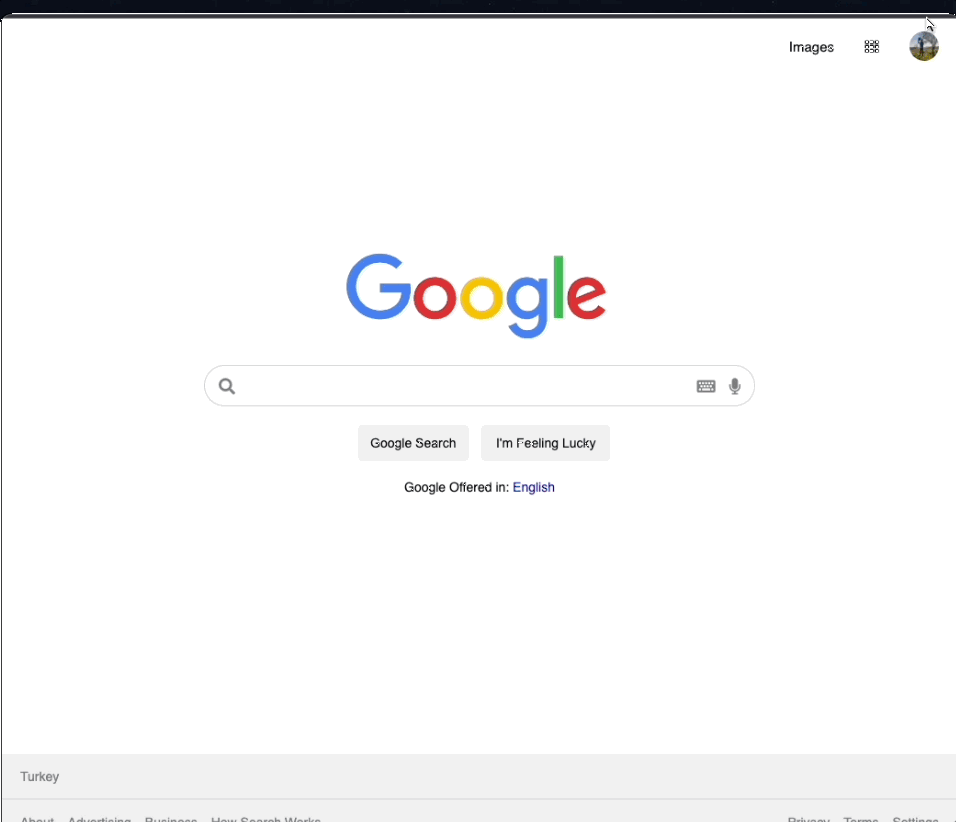 Images
Google
Google Search I'm Feeling Lucky
Google Offered in: English
Turkey
About Advertising Business How Search Works Privacy Terms Settings